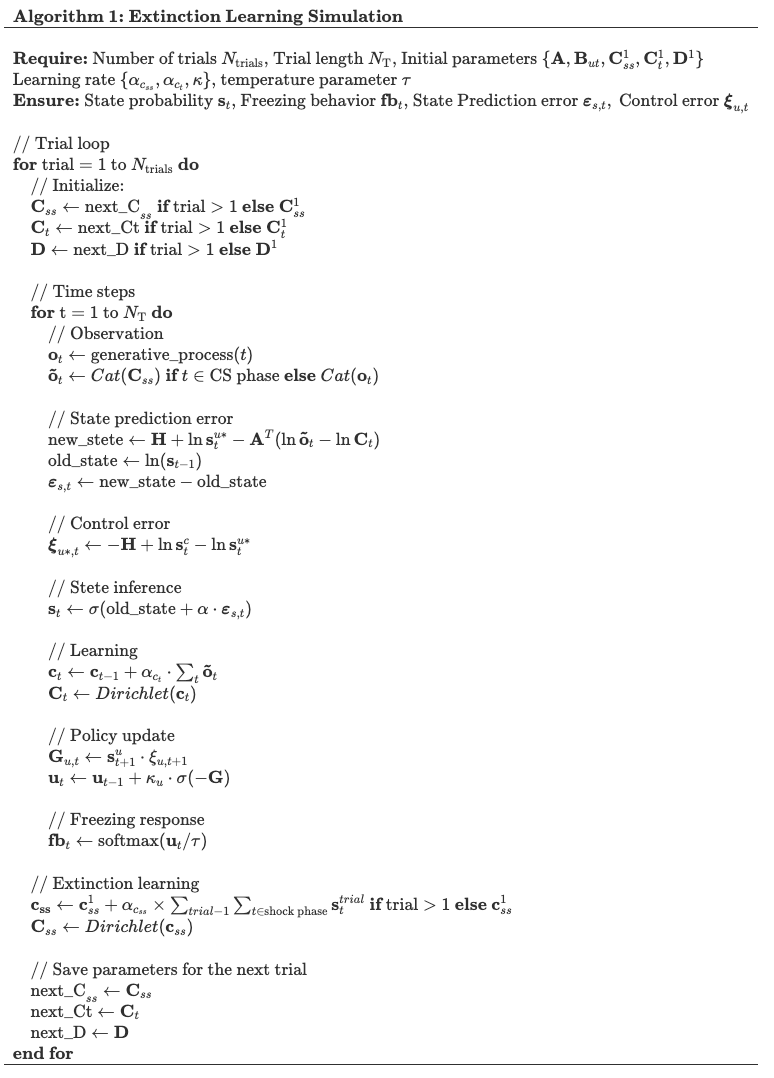 Algorithm 1: Extinction Learning Simulation
Require: Number of trials N_trials, Trial length N_T, Initial parameters {A, B_ut, C^1_ss, C^1_t, D^1}
Learning rate {α_c_ss, α_c_t, κ}, temperature parameter τ
Ensure: State probability s_t, Freezing behavior fb_t, State Prediction error ε_s,t, Control error ξ_u,t
// Trial loop
for trial = 1 to N_trials do
// Initialize:
C_ss ← next_C_ss if trial > 1 else C^1_ss
C_t ← next_Ct if trial > 1 else C^1_t
D ← next_D if trial > 1 else D^1
// Time steps
for t = 1 to N_T do
// Observation
o_t ← generative_process(t)
õ_t ← Cat(C_ss) if t ∈ CS phase else Cat(o_t)
// State prediction error
new_stete ← H + ln s^u*_t − A^T(ln õ_t − ln C_t)
old_state ← ln(s_t−1)
ε_s,t ← new_state − old_state
// Control error
ξ_u*,t ← −H + ln s^c_t − ln s^u*_t
// Stete inference
s_t ← σ(old_state + α · ε_s,t)
// Learning
c_t ← c_t−1 + α_c_t · ∑_t õ_t
C_t ← Dirichlet(c_t)
// Policy update
G_u,t ← s^u_t+1 · ξ_u,t+1
u_t ← u_t−1 + κ_u · σ(−G)
// Freezing response
fb_t ← softmax(u_t/τ)
// Extinction learning
c_ss ← c^1_ss + α_c_ss × ∑_trial−1 ∑_t∈shock phase s^trial_t if trial > 1 else c^1_ss
C_ss ← Dirichlet(c_ss)
// Save parameters for the next trial
next_C_ss ← C_ss
next_Ct ← C_t
next_D ← D
end for